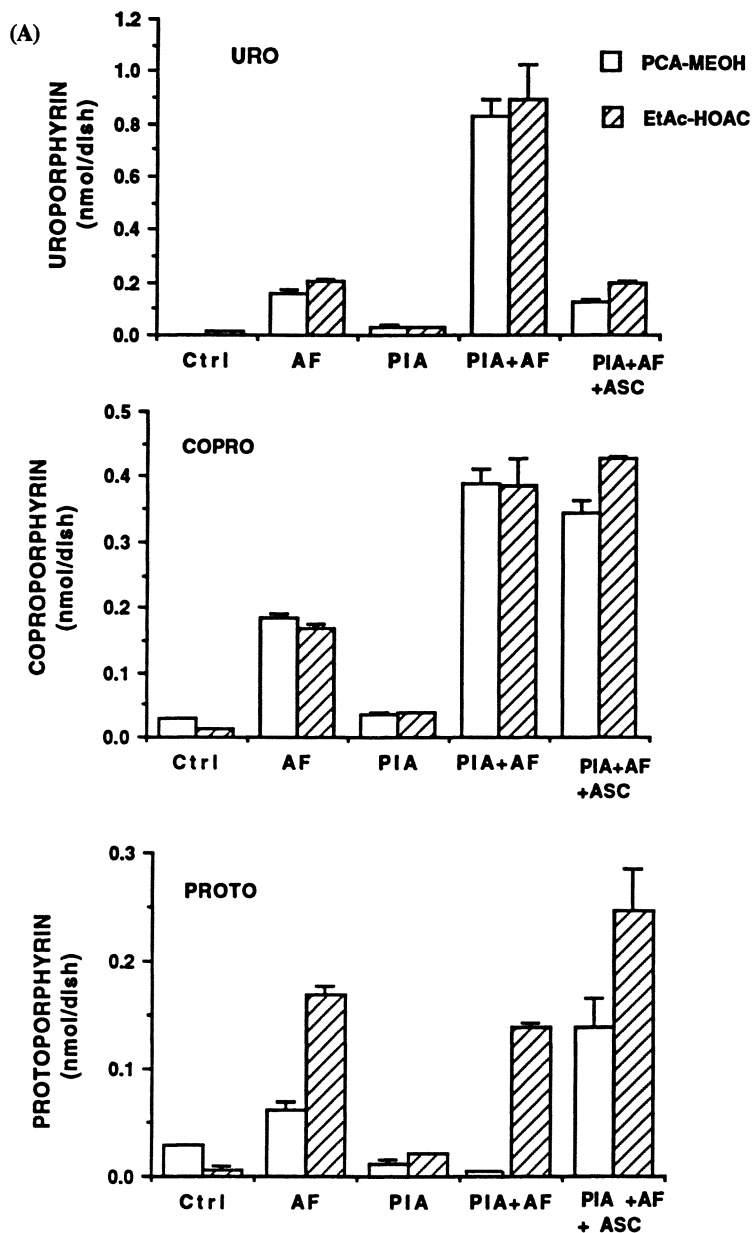 (A)
URO
PCA-MEOH
EtAc-HOAC
UROPORPHYRIN
(nmol/dish)
1.2
1.0
0.8
0.6
0.4
0.2
0.0
Ctrl AF PIA PIA+AF PIA+AF
+ASC
COPRO
COPROPORPHYRIN
(nmol/dish)
0.5
0.4
0.3
0.2
0.1
0.0
Ctrl AF PIA PIA+AF PIA+AF
+ASC
PROTO
PROTOPORPHYRIN
(nmol/dish)
0.3
0.2
0.1
0.0
Ctrl AF PIA PIA+AF PIA +AF
+ ASC